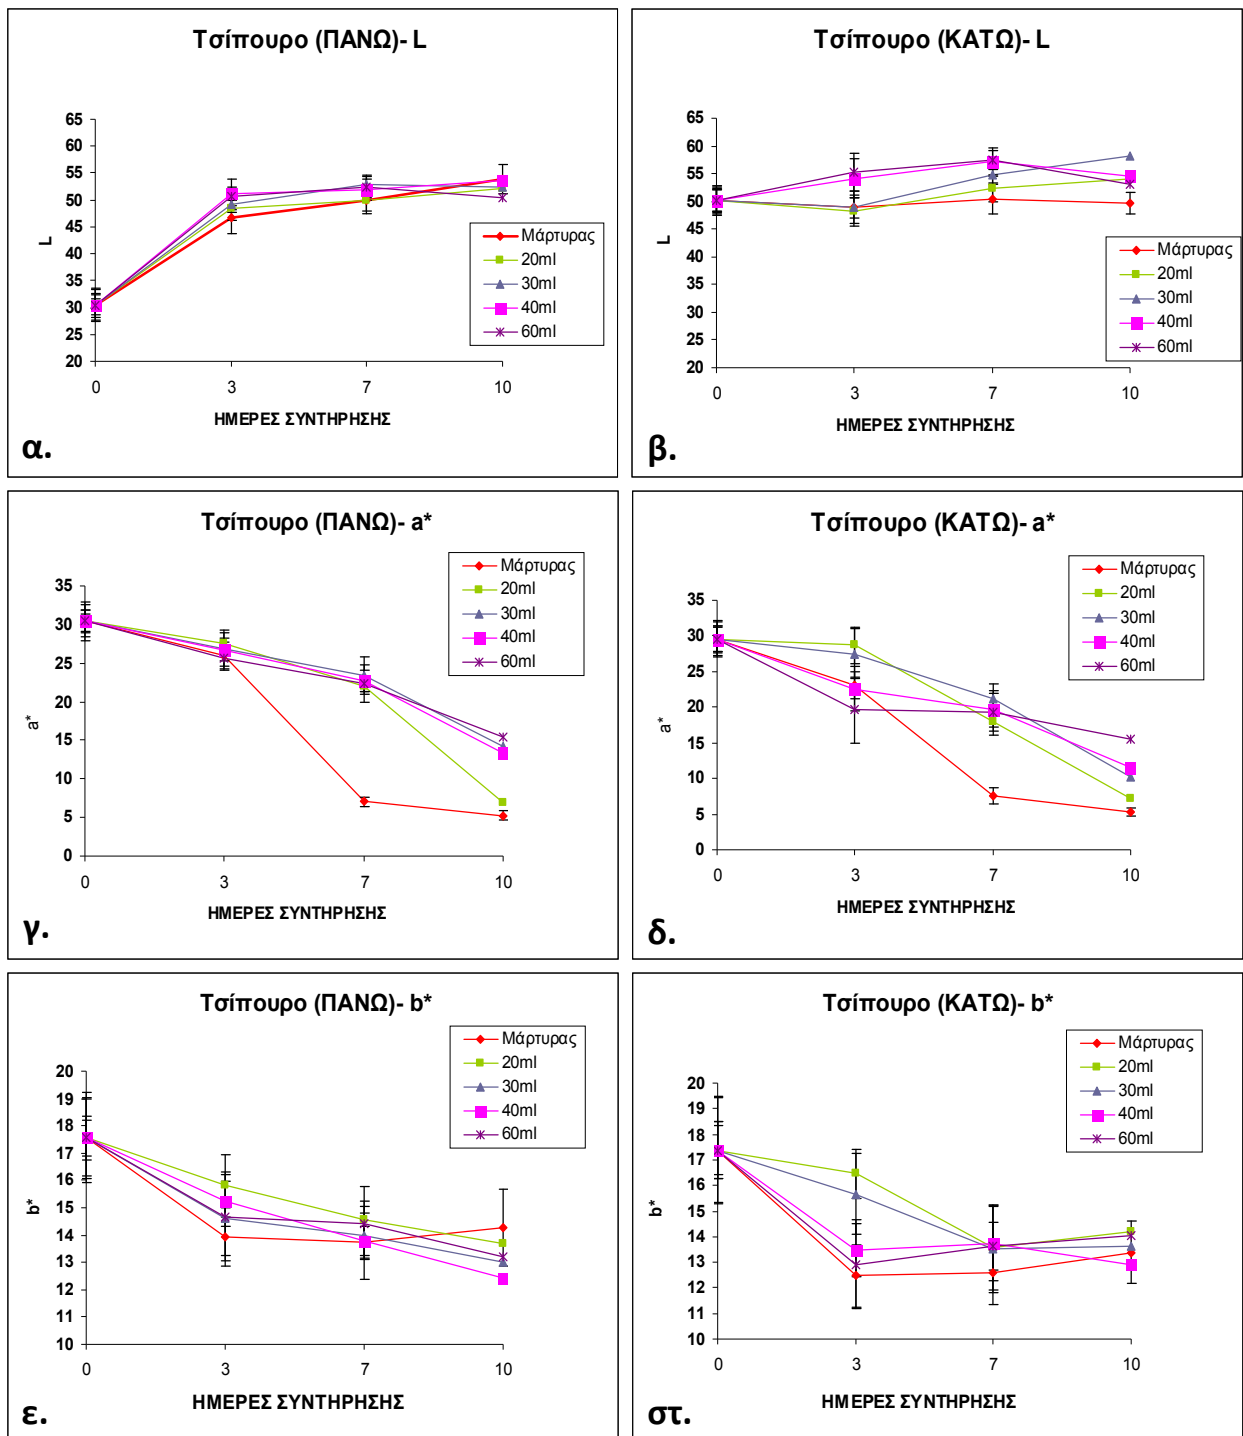 Τσίπουρο (ΠΑΝΩ)- L
65
60
55
50
45
40
35
30
25
20
L
0 3 7 10
ΗΜΕΡΕΣ ΣΥΝΤΗΡΗΣΗΣ
Μάρτυρας
20ml
30ml
40ml
60ml
α.
Τσίπουρο (ΚΑΤΩ)- L
65
60
55
50
45
40
35
30
25
20
L
0 3 7 10
ΗΜΕΡΕΣ ΣΥΝΤΗΡΗΣΗΣ
Μάρτυρας
20ml
30ml
40ml
60ml
β.
Τσίπουρο (ΠΑΝΩ)- a*
35
30
25
20
15
10
5
0
a*
0 3 7 10
ΗΜΕΡΕΣ ΣΥΝΤΗΡΗΣΗΣ
Μάρτυρας
20ml
30ml
40ml
60ml
γ.
Τσίπουρο (ΚΑΤΩ)- a*
35
30
25
20
15
10
5
0
a*
0 3 7 10
ΗΜΕΡΕΣ ΣΥΝΤΗΡΗΣΗΣ
Μάρτυρας
20ml
30ml
40ml
60ml
δ.
Τσίπουρο (ΠΑΝΩ)- b*
20
19
18
17
16
15
14
13
12
11
10
b*
0 3 7 10
ΗΜΕΡΕΣ ΣΥΝΤΗΡΗΣΗΣ
Μάρτυρας
20ml
30ml
40ml
60ml
ε.
Τσίπουρο (ΚΑΤΩ)- b*
20
19
18
17
16
15
14
13
12
11
10
b*
0 3 7 10
ΗΜΕΡΕΣ ΣΥΝΤΗΡΗΣΗΣ
Μάρτυρας
20ml
30ml
40ml
60ml
στ.